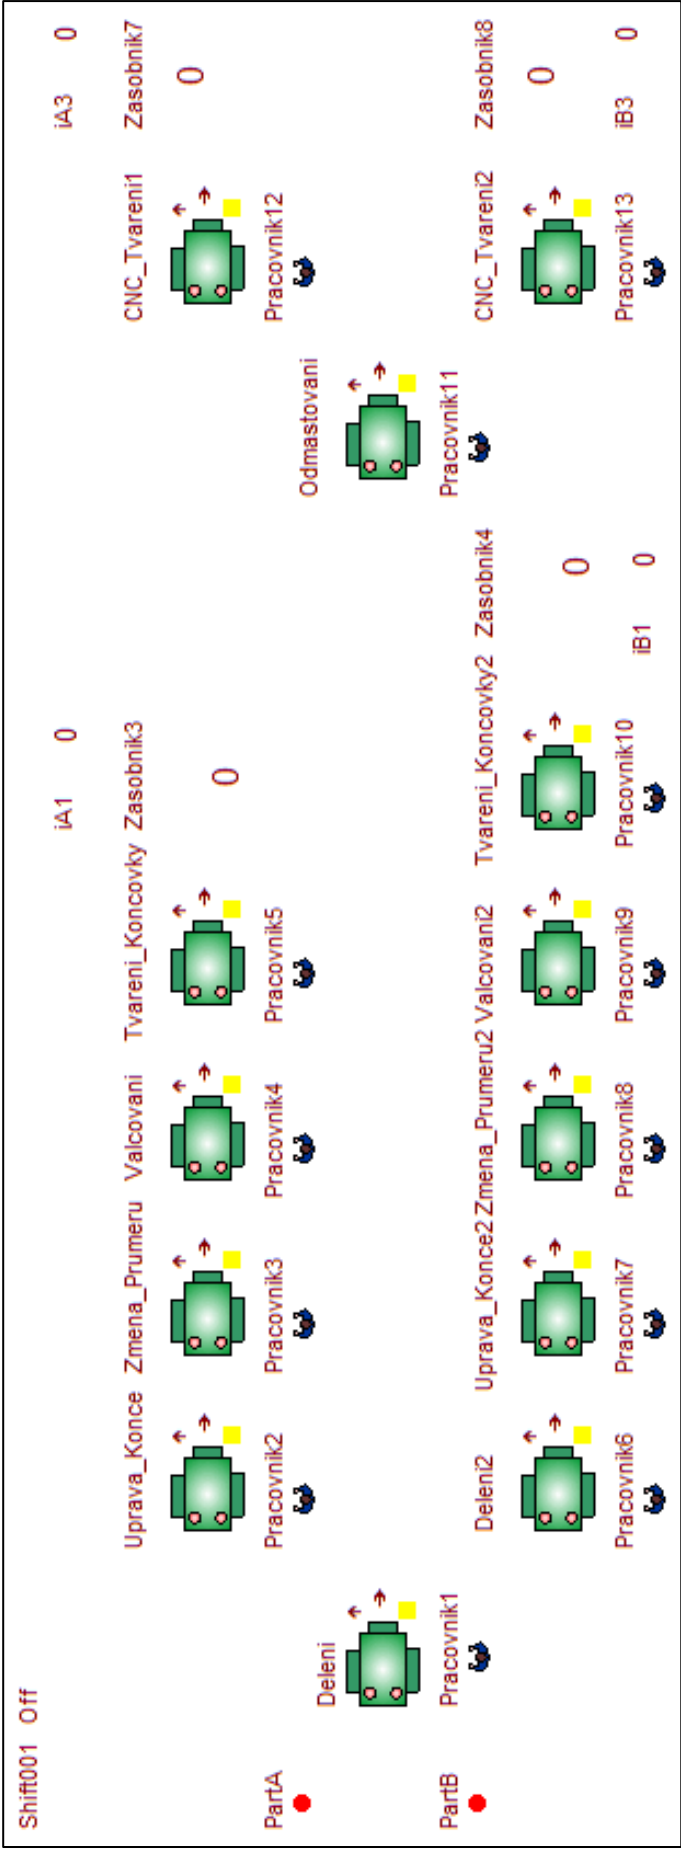 Shift001 Off
iA1 0 iA3 0
Uprava_Konce Zmena_Prumeru Valcovani Tvareni_Koncovky Zasobnik3 CNC_Tvareni1 Zasobnik7
0 0
PartA Pracovnik2 Pracovnik3 Pracovnik4 Pracovnik5 Pracovnik12
Deleni Odmastovani
PartB Pracovnik1 Pracovnik11
Deleni2 Uprava_Konce2 Zmena_Prumeru2 Valcovani2 Tvareni_Koncovky2 Zasobnik4 CNC_Tvareni2 Zasobnik8
0 0
Pracovnik6 Pracovnik7 Pracovnik8 Pracovnik9 Pracovnik10 iB1 0 Pracovnik13 iB3 0